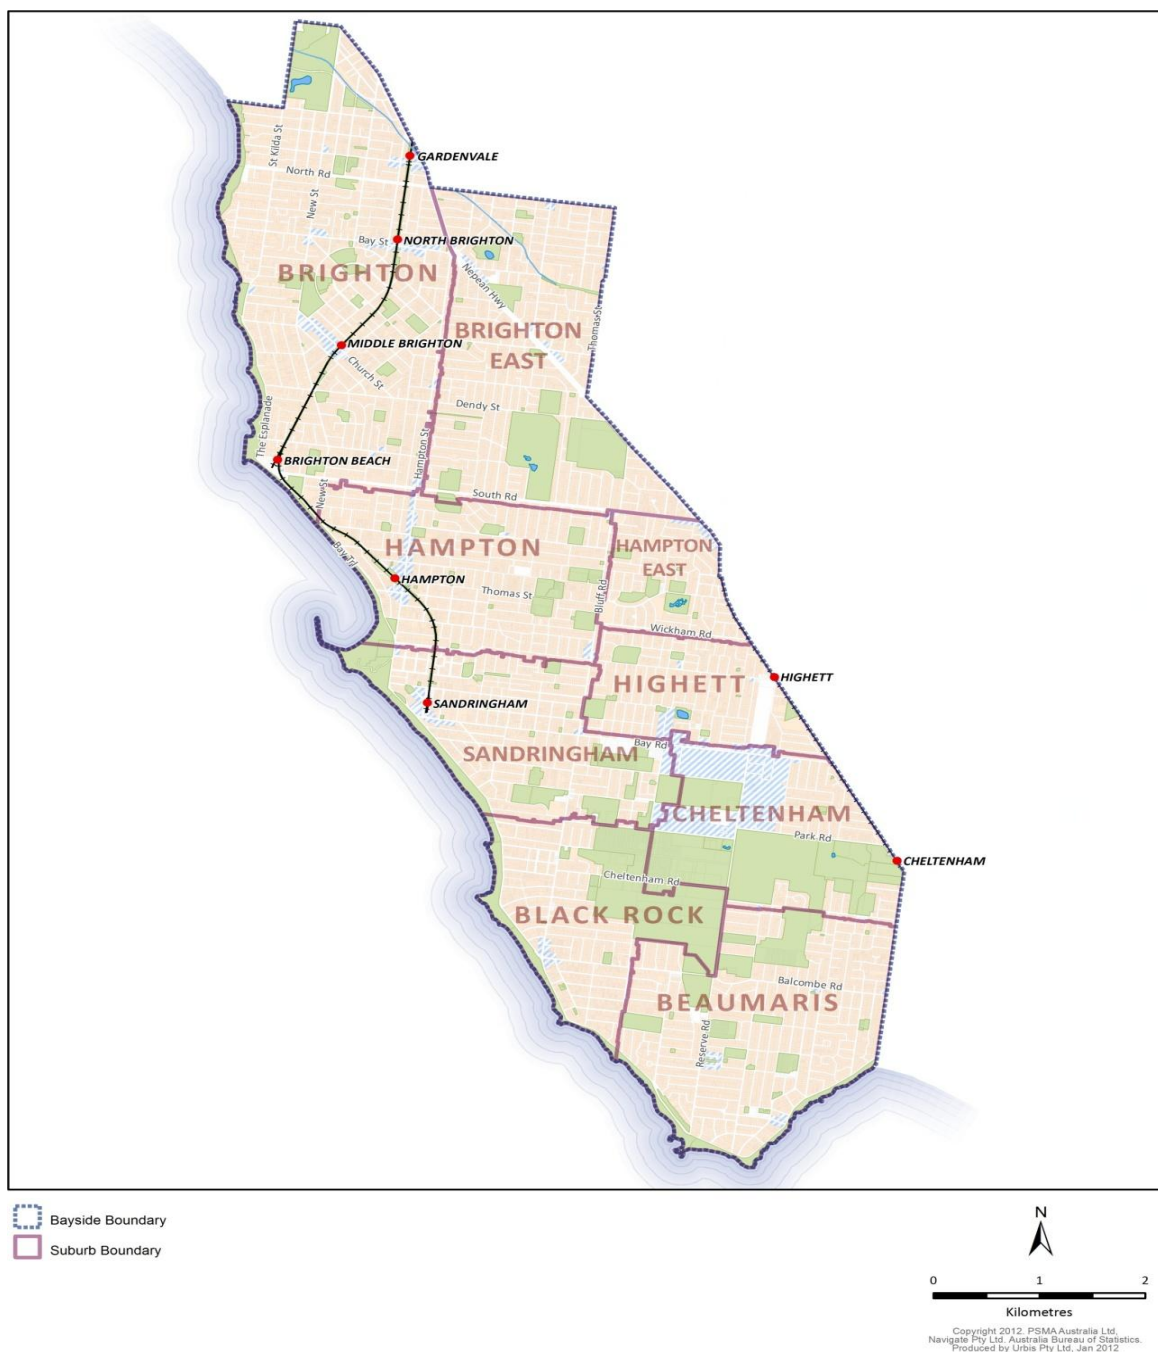 St Kilda St
GARDENVALE
North Rd
New St
Bay St
NORTH BRIGHTON
BRIGHTON
Nepean Hwy
Thomas St
BRIGHTON
EAST
MIDDLE BRIGHTON
Church St
Dendy St
The Esplanade
Hampton St
BRIGHTON BEACH
New St
South Rd
HAMPTON
HAMPTON
EAST
Bay Trl
HAMPTON
Thomas St
Bluff Rd
Wickham Rd
HIGHETT
HIGHETT
SANDRINGHAM
Bay Rd
SANDRINGHAM
CHELTENHAM
Park Rd
CHELTENHAM
Cheltenham Rd
BLACK ROCK
Balcombe Rd
BEAUMARIS
Reserve Rd
Bayside Boundary
Suburb Boundary
N
0 1 2
Kilometres
Copyright 2012. PSMA Australia Ltd,
Navigate Pty Ltd. Australia Bureau of Statistics.
Produced by Urbis Pty Ltd, Jan 2012